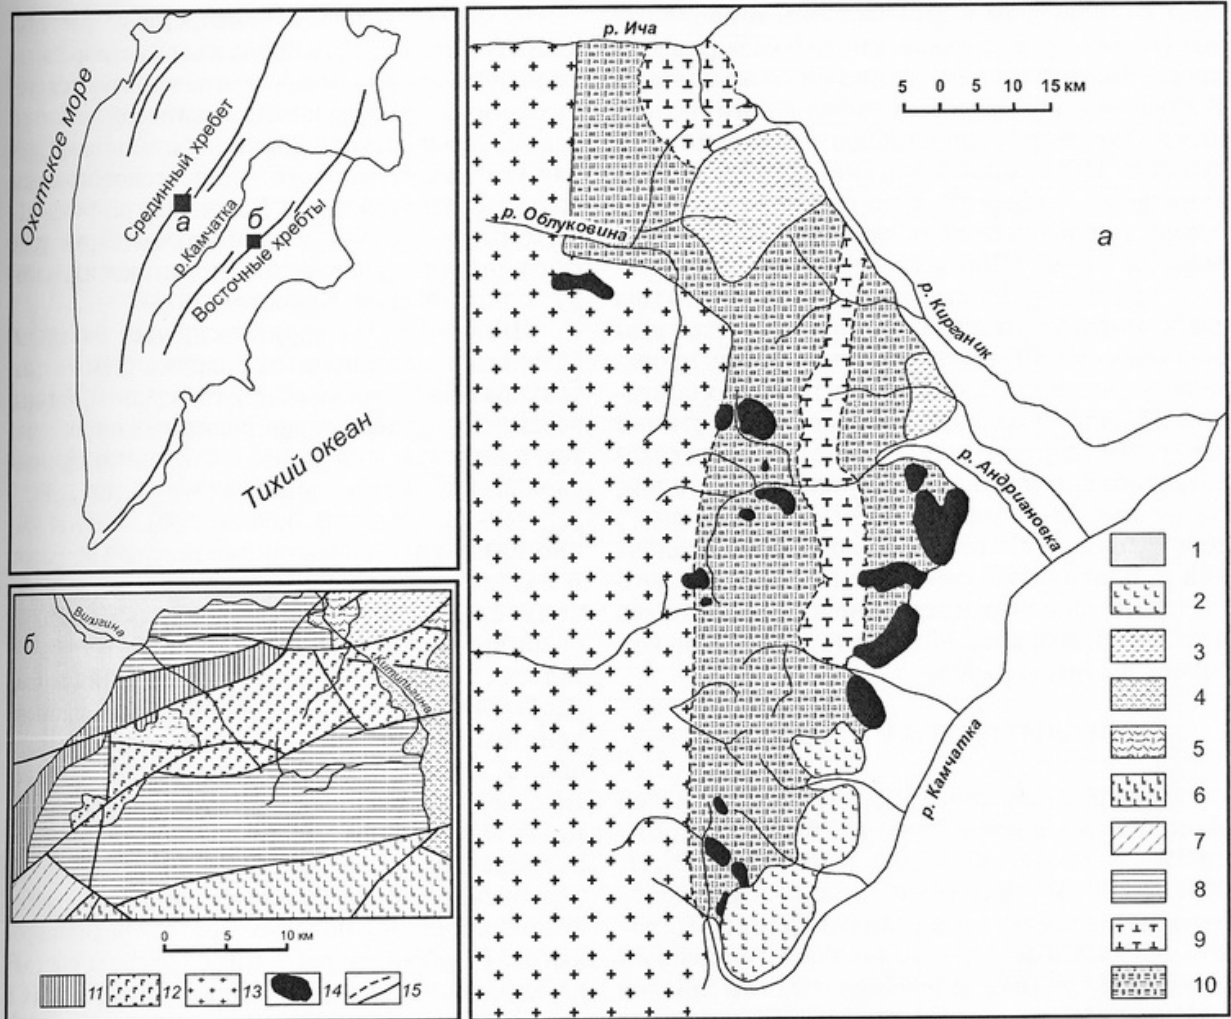 Охотское море
Срединный хребет
а
р. Камчатка
б
Восточные хребты
Тихий океан
р. Ича
5 0 5 10 15 км
р. Облуковина
а
р. Кирганик
р. Андриановка
р. Камчатка
1
2
3
4
5
6
7
8
9
10
б
0 5 10 км
11 12 13 14 15